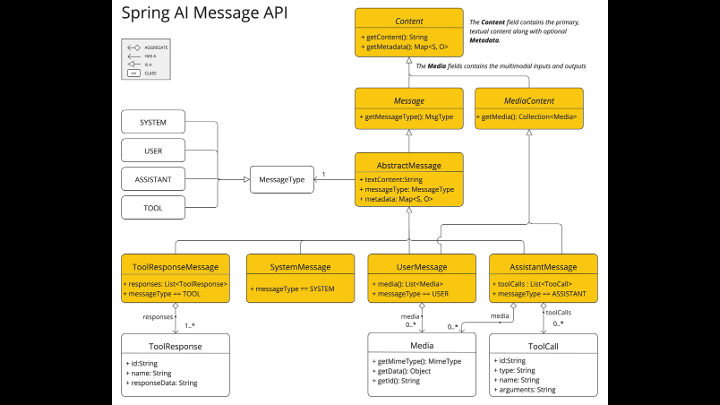 Spring AI Message API
AGGREGATE
HAS A
IS A
CLASS
Content
+ getContent(): String
+ getMetadata(): Map<S, O>
The Content field contains the primary,
textual content along with optional
Metadata.
The Media fields contains the multimodal inputs and outputs
Message
+ getMessageType(): MsgType
MediaContent
+ getMedia(): Collection<Media>
SYSTEM
USER
ASSISTANT
TOOL
MessageType
1
AbstractMessage
+ textContent:String
+ messageType: MessageType
+ metadata: Map<S, O>
ToolResponseMessage
+ responses: List<ToolResponse>
+ messageType == TOOL
SystemMessage
+ messageType == SYSTEM
UserMessage
+ media(): List<Media>
+ messageType == USER
AssistantMessage
+ toolCalls : List<TooCall>
+ messageType == ASSISTANT
responses
1..*
media
0..*
media
0..*
toolCalls
0..*
ToolResponse
+ id:String
+ name: String
+ responseData: String
Media
+ getMimeType(): MimeType
+ getData(): Object
+ getId(): String
ToolCall
+ id:String
+ type: String
+ name: String
+ arguments: String